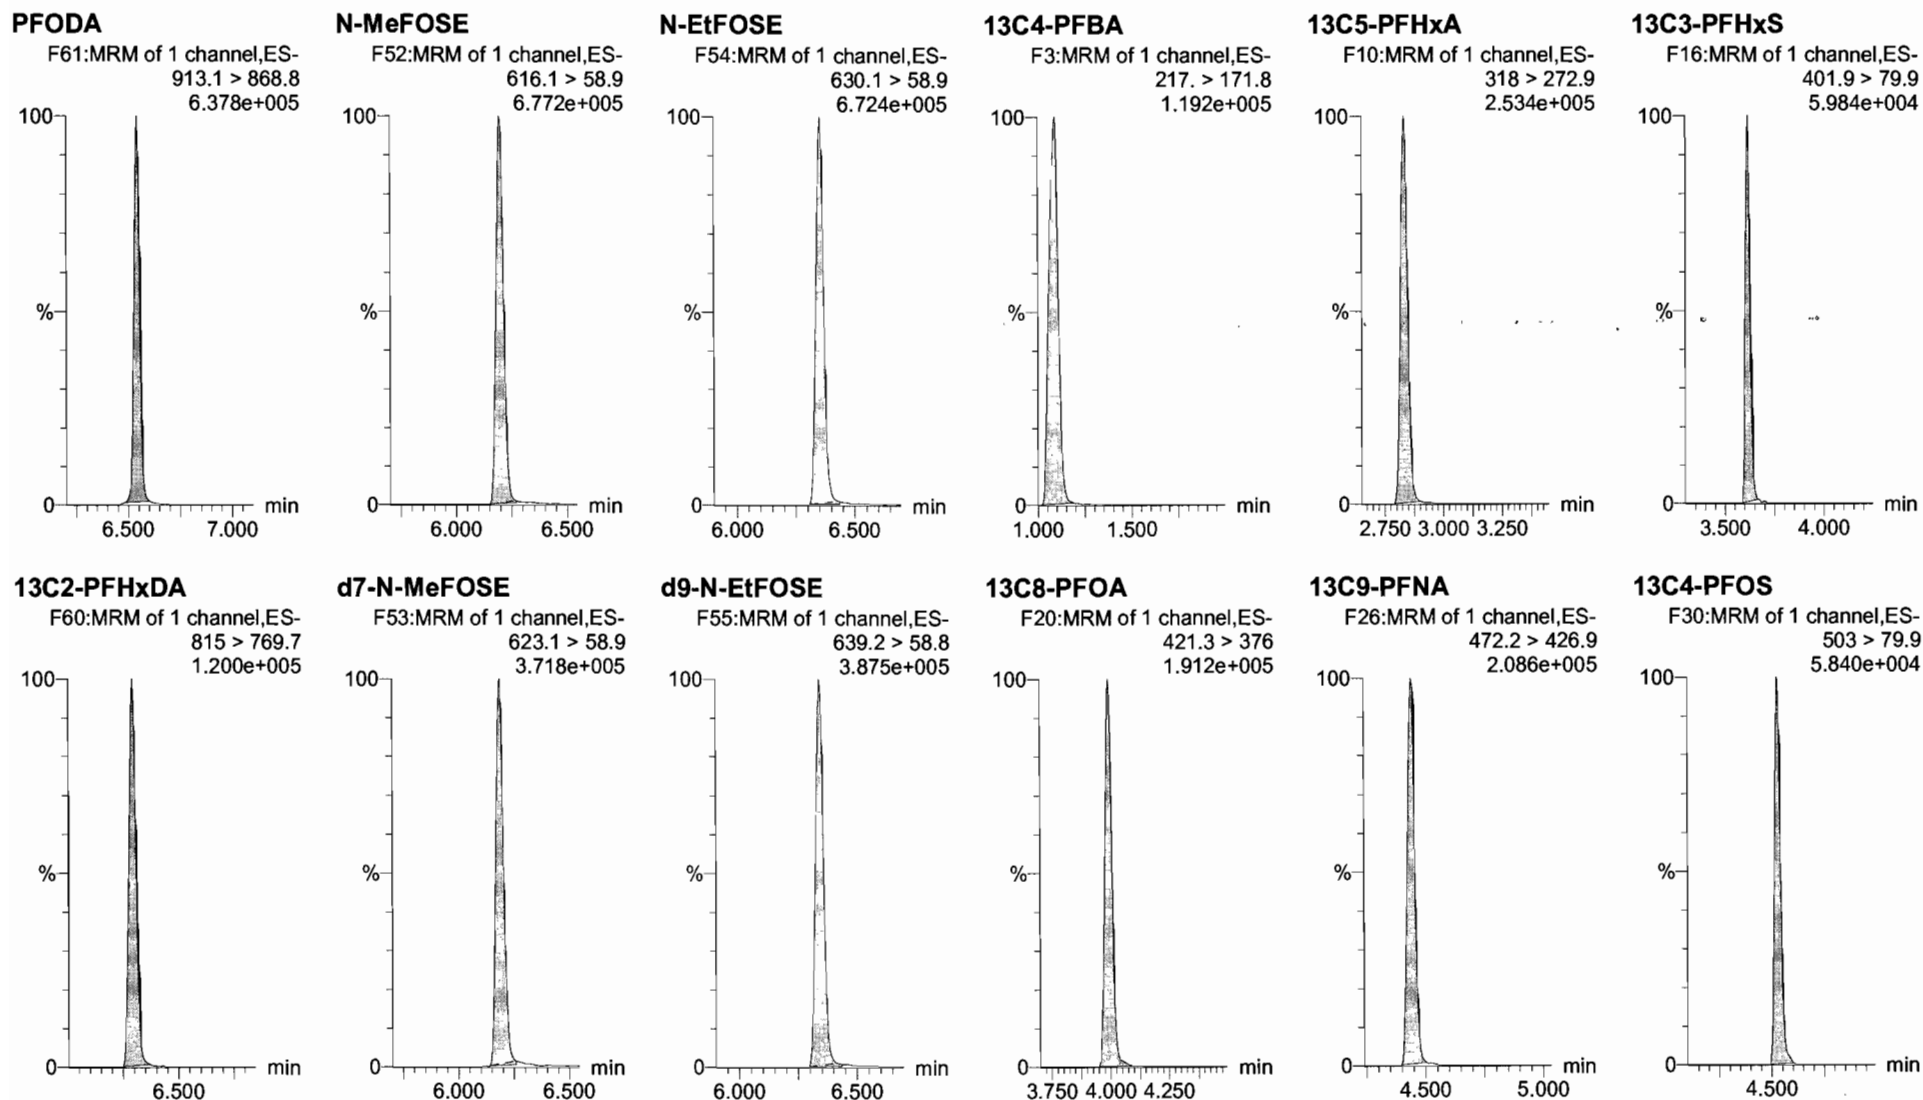 PFODA
F61:MRM of 1 channel,ES-
913.1 > 868.8
6.378e+005
100
%
0
min
6.500 7.000
N-MeFOSE
F52:MRM of 1 channel,ES-
616.1 > 58.9
6.772e+005
100
%
0
min
6.000 6.500
N-EtFOSE
F54:MRM of 1 channel,ES-
630.1 > 58.9
6.724e+005
100
%
0
min
6.000 6.500
13C4-PFBA
F3:MRM of 1 channel,ES-
217. > 171.8
1.192e+005
100
%
0
min
1.000 1.500
13C5-PFHxA
F10:MRM of 1 channel,ES-
318 > 272.9
2.534e+005
100
%
0
min
2.750 3.000 3.250
13C3-PFHxS
F16:MRM of 1 channel,ES-
401.9 > 79.9
5.984e+004
100
%
0
min
3.500 4.000
13C2-PFHxDA
F60:MRM of 1 channel,ES-
815 > 769.7
1.200e+005
100
%
0
min
6.500
d7-N-MeFOSE
F53:MRM of 1 channel,ES-
623.1 > 58.9
3.718e+005
100
%
0
min
6.000 6.500
d9-N-EtFOSE
F55:MRM of 1 channel,ES-
639.2 > 58.8
3.875e+005
100
%
0
min
6.000 6.500
13C8-PFOA
F20:MRM of 1 channel,ES-
421.3 > 376
1.912e+005
100
%
0
min
3.750 4.000 4.250
13C9-PFNA
F26:MRM of 1 channel,ES-
472.2 > 426.9
2.086e+005
100
%
0
min
4.500 5.000
13C4-PFOS
F30:MRM of 1 channel,ES-
503 > 79.9
5.840e+004
100
%
0
min
4.500